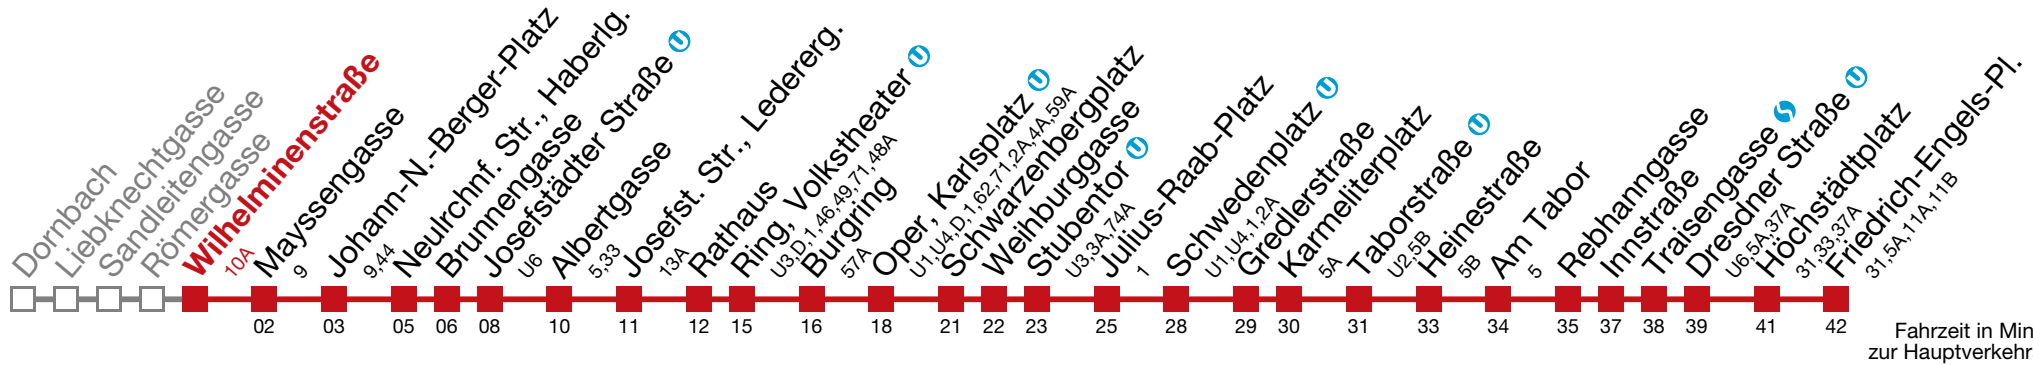 Dornbach
Liebknechtgasse
Sandleitengasse
Römergasse
Wilhelminenstraße
10A
Mayssengasse
9
Johann-N.-Berger-Platz
9,44
Neulrchnf. Str., Haberlg.
Brunnengasse
Josefstädter Straße U
U6
Albertgasse
5,33
Josefst. Str., Ledererg.
13A
Rathaus
Ring, Volkstheater U
U3,D,1,46,49,71,48A
Burgring
57A
Oper, Karlsplatz U
U1,U4,D,1,62,71,2A,4A,59A
Schwarzenbergplatz
Weihburggasse
Stubentor U
U3,3A,74A
Julius-Raab-Platz
1
Schwedenplatz U
U1,U4,1,2A
Gredlerstraße
Karmeliterplatz
5A
Taborstraße U
U2,5B
Heinestraße
5B
Am Tabor
5
Rebhanngasse
Innstraße
Traisengasse S
Dresdner Straße U
U6,5A,37A
Höchstädtplatz
31,33,37A
Friedrich-Engels-Pl.
31,5A,11A,11B
02 03 05 06 08 10 11 12 15 16 18 21 22 23 25 28 29 30 31 33 34 35 37 38 39 41 42
Fahrzeit in Min
zur Hauptverkehr